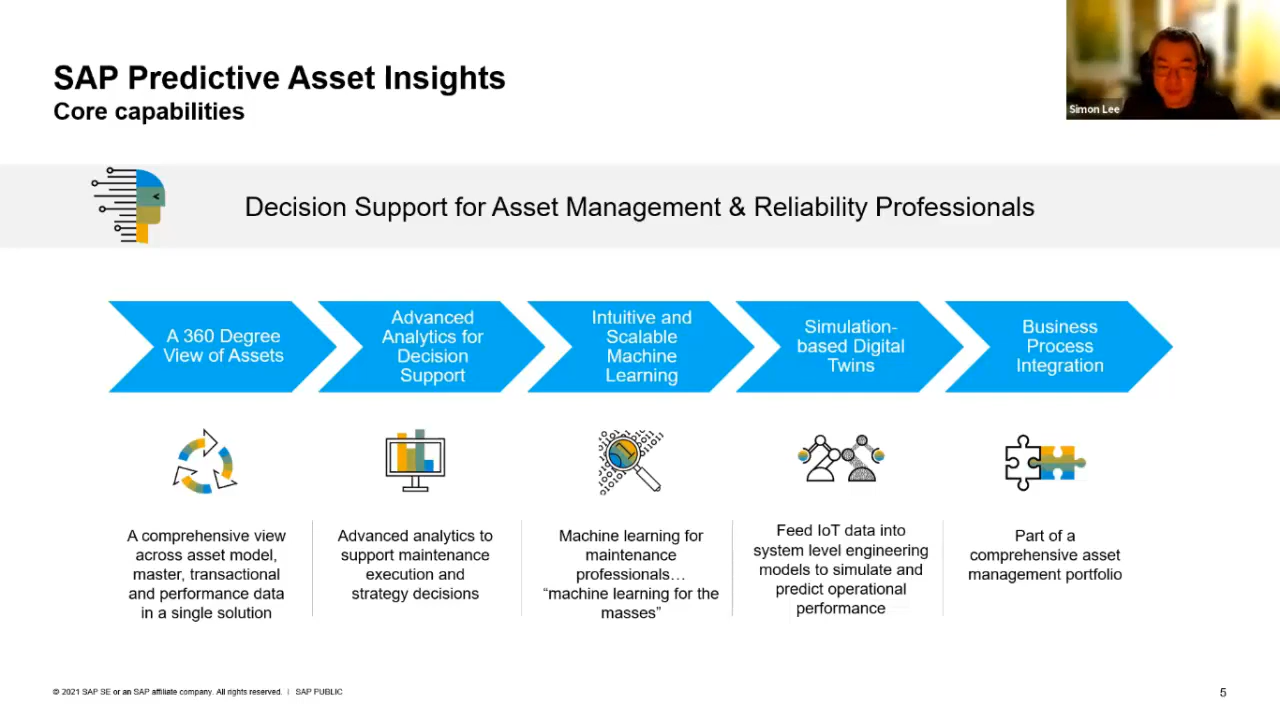 SAP Predictive Asset Insights
Core capabilities
Simon Lee
Decision Support for Asset Management & Reliability Professionals
A 360 Degree
View of Assets
Advanced
Analytics for
Decision
Support
Intuitive and
Scalable
Machine
Learning
Simulation-
based Digital
Twins
Business
Process
Integration
A comprehensive view
across asset model,
master, transactional
and performance data
in a single solution
Advanced analytics to
support maintenance
execution and
strategy decisions
Machine learning for
maintenance
professionals…
“machine learning for the
masses”
Feed IoT data into
system level engineering
models to simulate and
predict operational
performance
Part of a
comprehensive asset
management portfolio
© 2021 SAP SE or an SAP affiliate company. All rights reserved. | SAP PUBLIC
5